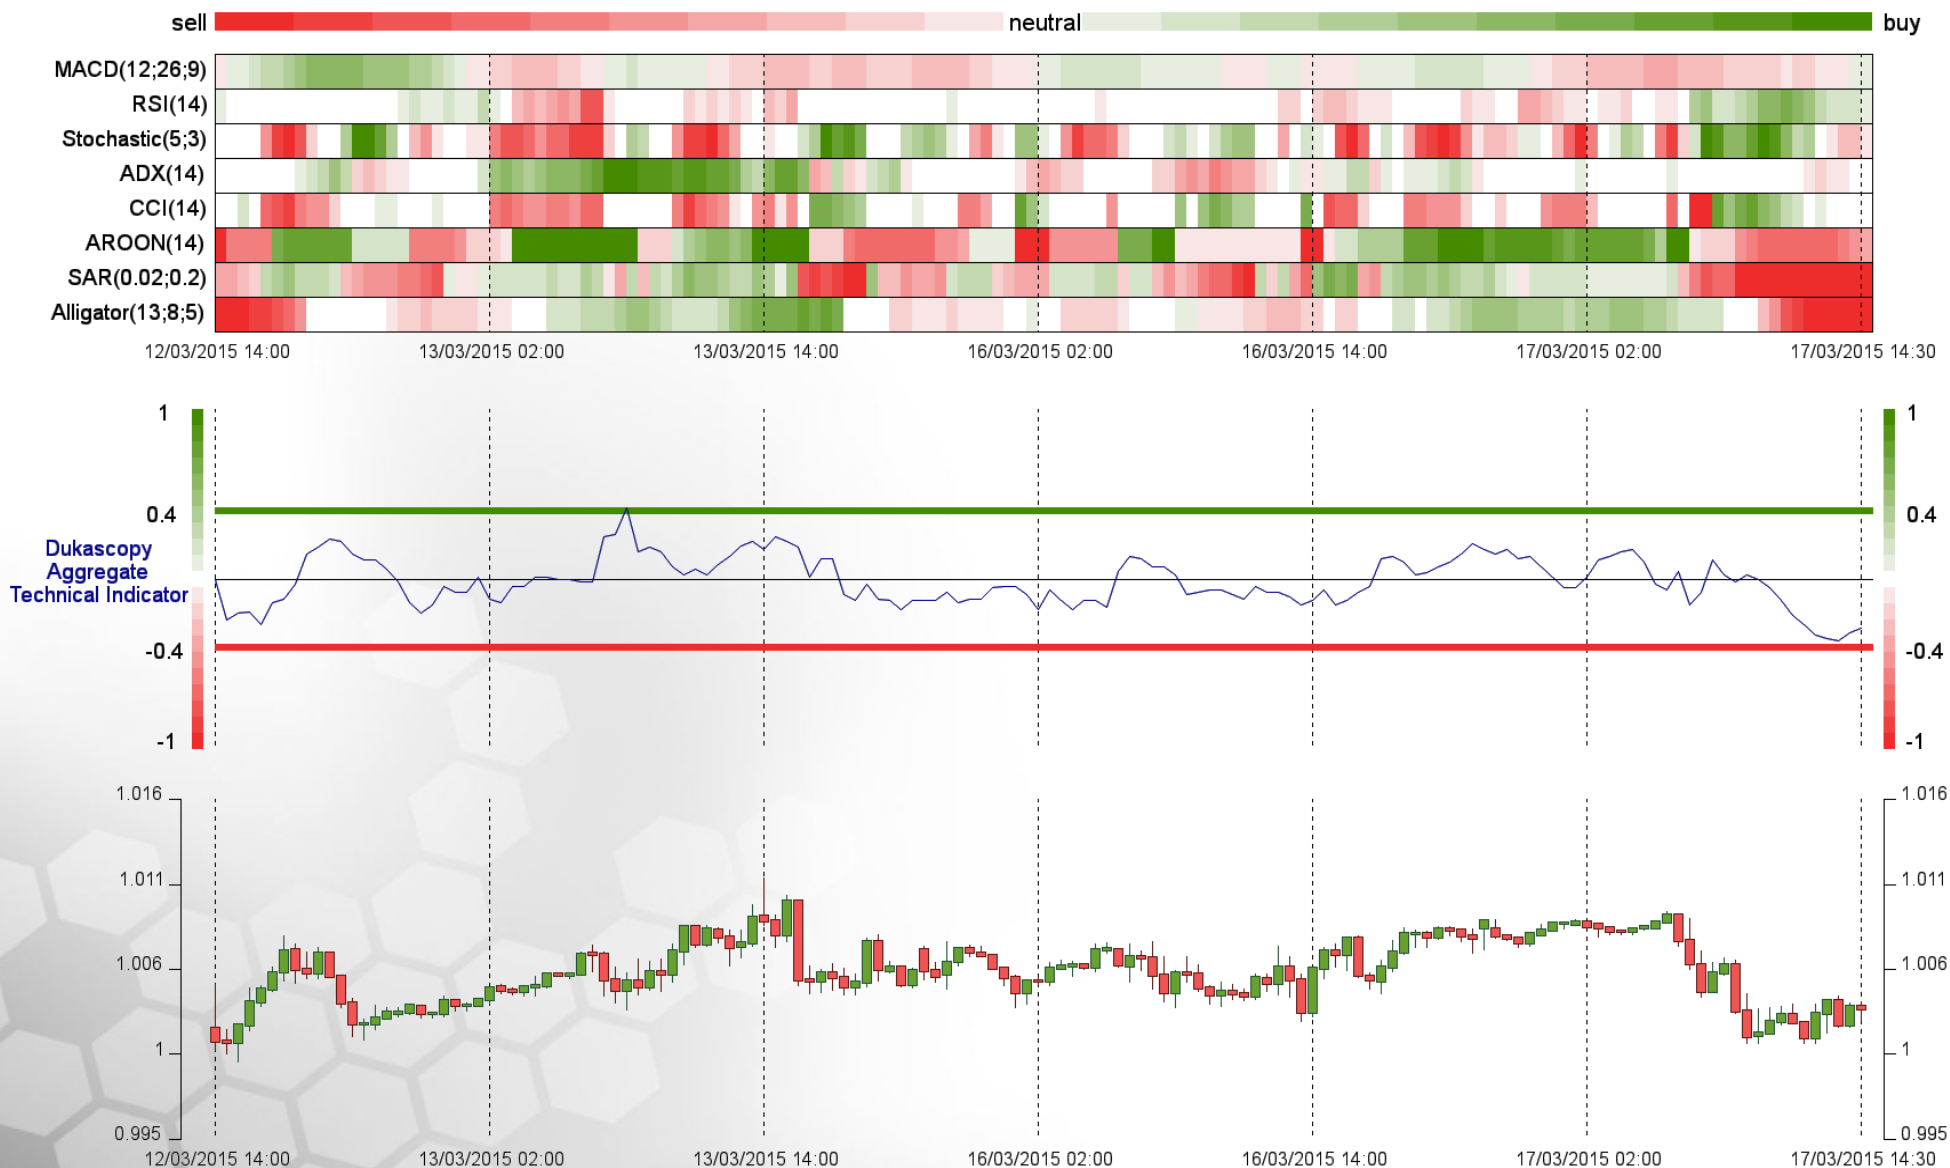 sell neutral buy
MACD(12;26;9)
RSI(14)
Stochastic(5;3)
ADX(14)
CCI(14)
AROON(14)
SAR(0.02;0.2)
Alligator(13;8;5)
12/03/2015 14:00 13/03/2015 02:00 13/03/2015 14:00 16/03/2015 02:00 16/03/2015 14:00 17/03/2015 02:00 17/03/2015 14:30
1 1
0.4 0.4
Dukascopy
Aggregate
Technical Indicator
-0.4 -0.4
-1 -1
1.016 1.016
1.011 1.011
1.006 1.006
1 1
0.995 0.995
12/03/2015 14:00 13/03/2015 02:00 13/03/2015 14:00 16/03/2015 02:00 16/03/2015 14:00 17/03/2015 02:00 17/03/2015 14:30